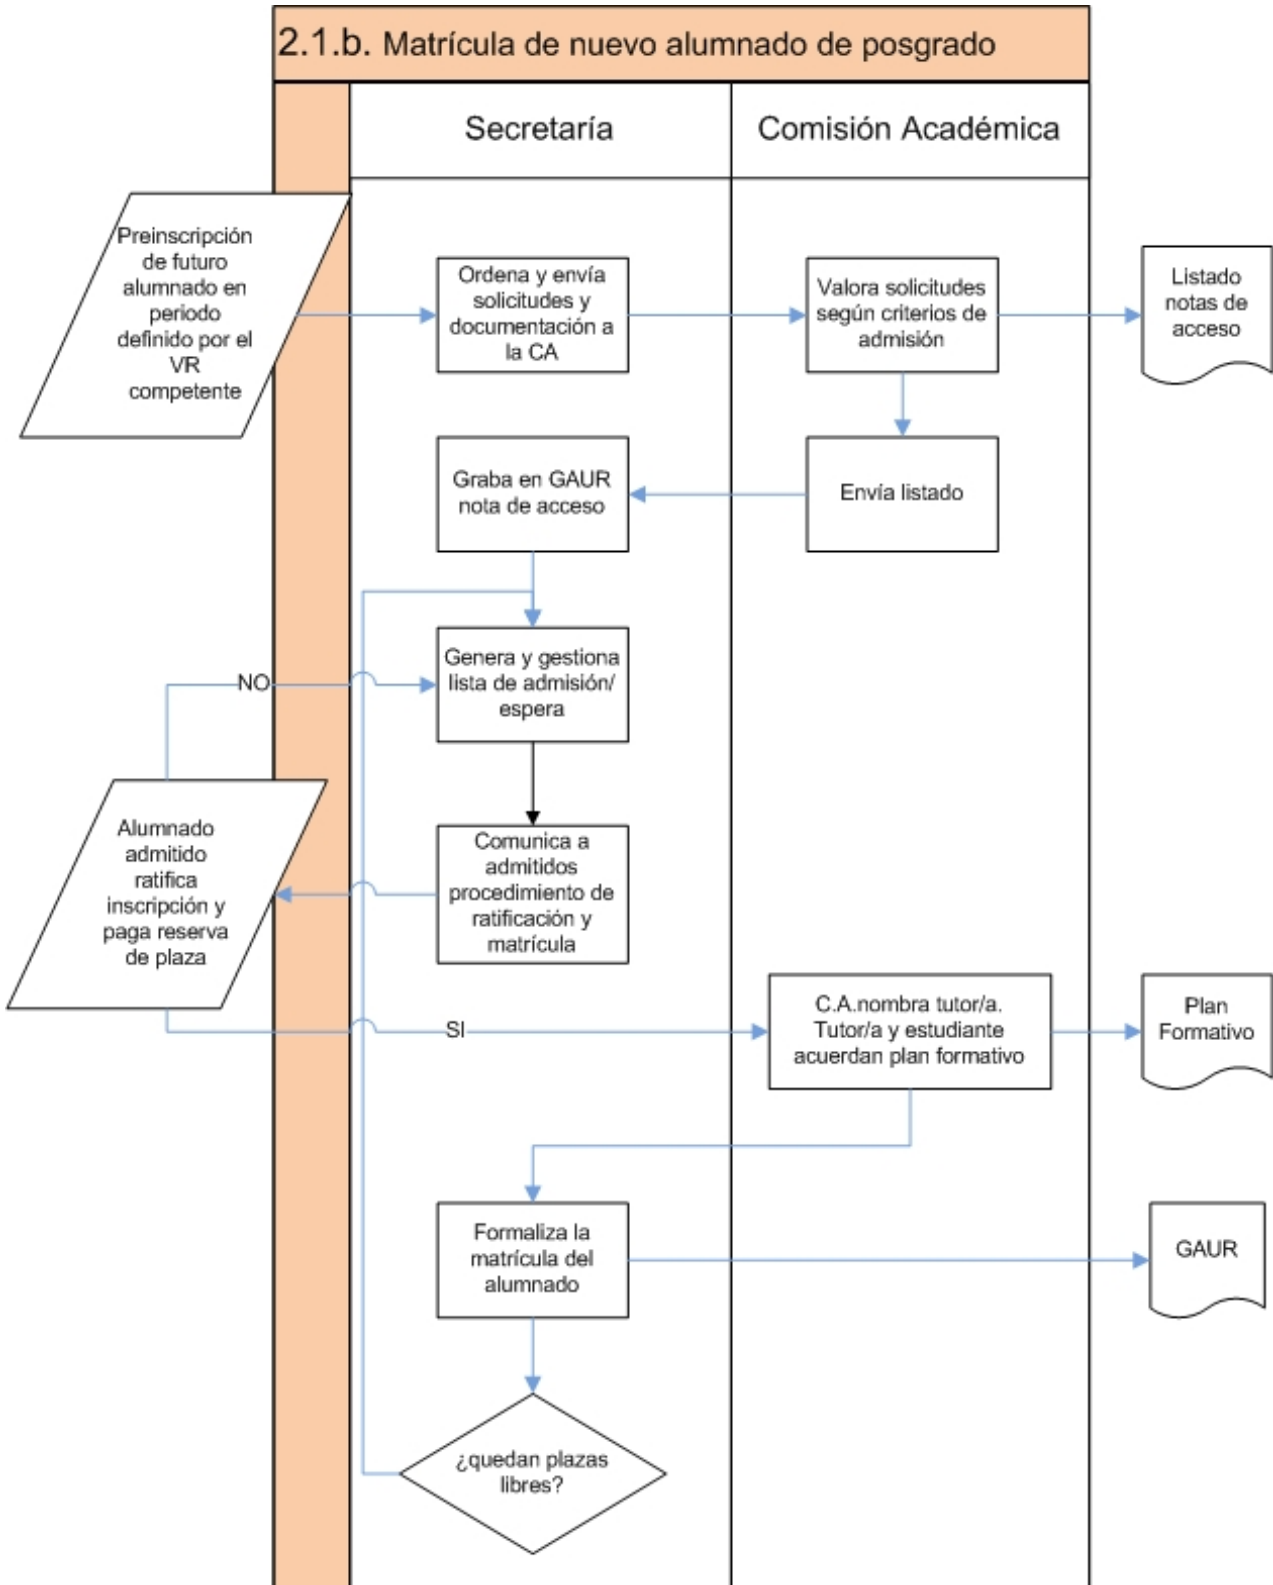 2.1.b. Matrícula de nuevo alumnado de posgrado
Secretaría
Comisión Académica
Preinscripción
de futuro
alumnado en
periodo
definido por el
VR
competente
Ordena y envía
solicitudes y
documentación a
la CA
Valora solicitudes
según criterios de
admisión
Listado
notas de
acceso
Graba en GAUR
nota de acceso
Envía listado
Genera y gestiona
lista de admisión/
espera
NO
Alumnado
admitido
ratifica
inscripción y
paga reserva
de plaza
Comunica a
admitidos
procedimiento de
ratificación y
matrícula
SI
C.A.nombra tutor/a.
Tutor/a y estudiante
acuerdan plan formativo
Plan
Formativo
Formaliza la
matrícula del
alumnado
GAUR
¿quedan plazas
libres?